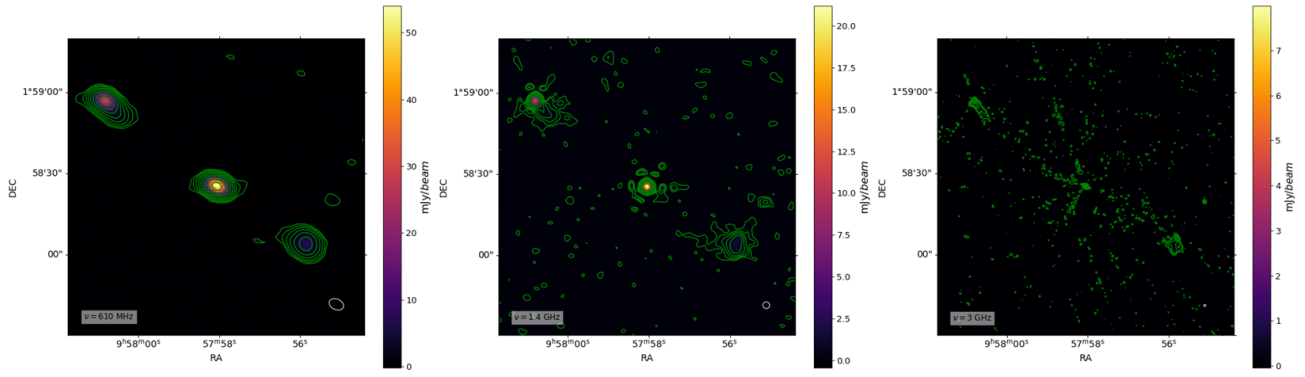 1°59'00"
58'30"
00"
DEC
9ʰ58ᵐ00ˢ
57ᵐ58ˢ
56ˢ
RA
ν = 610 MHz
50
40
30
20
10
0
mJy/beam
1°59'00"
58'30"
00"
DEC
9ʰ58ᵐ00ˢ
57ᵐ58ˢ
56ˢ
RA
ν = 1.4 GHz
20.0
17.5
15.0
12.5
10.0
7.5
5.0
2.5
0.0
mJy/beam
1°59'00"
58'30"
00"
DEC
9ʰ58ᵐ00ˢ
57ᵐ58ˢ
56ˢ
RA
ν = 3 GHz
7
6
5
4
3
2
1
0
mJy/beam